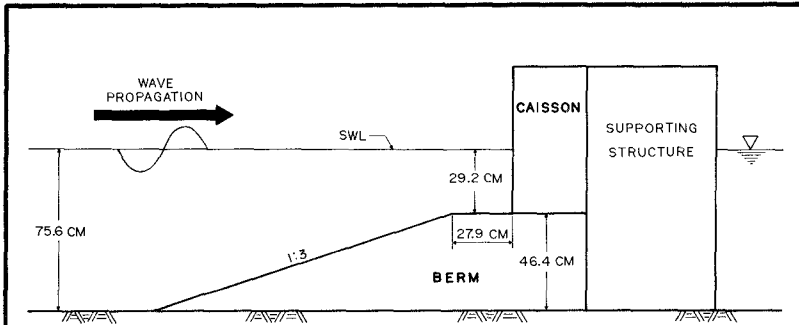 WAVE
PROPAGATION
CAISSON
SUPPORTING
STRUCTURE
SWL
29.2 CM
75.6 CM
27.9 CM
1:3
46.4 CM
BERM